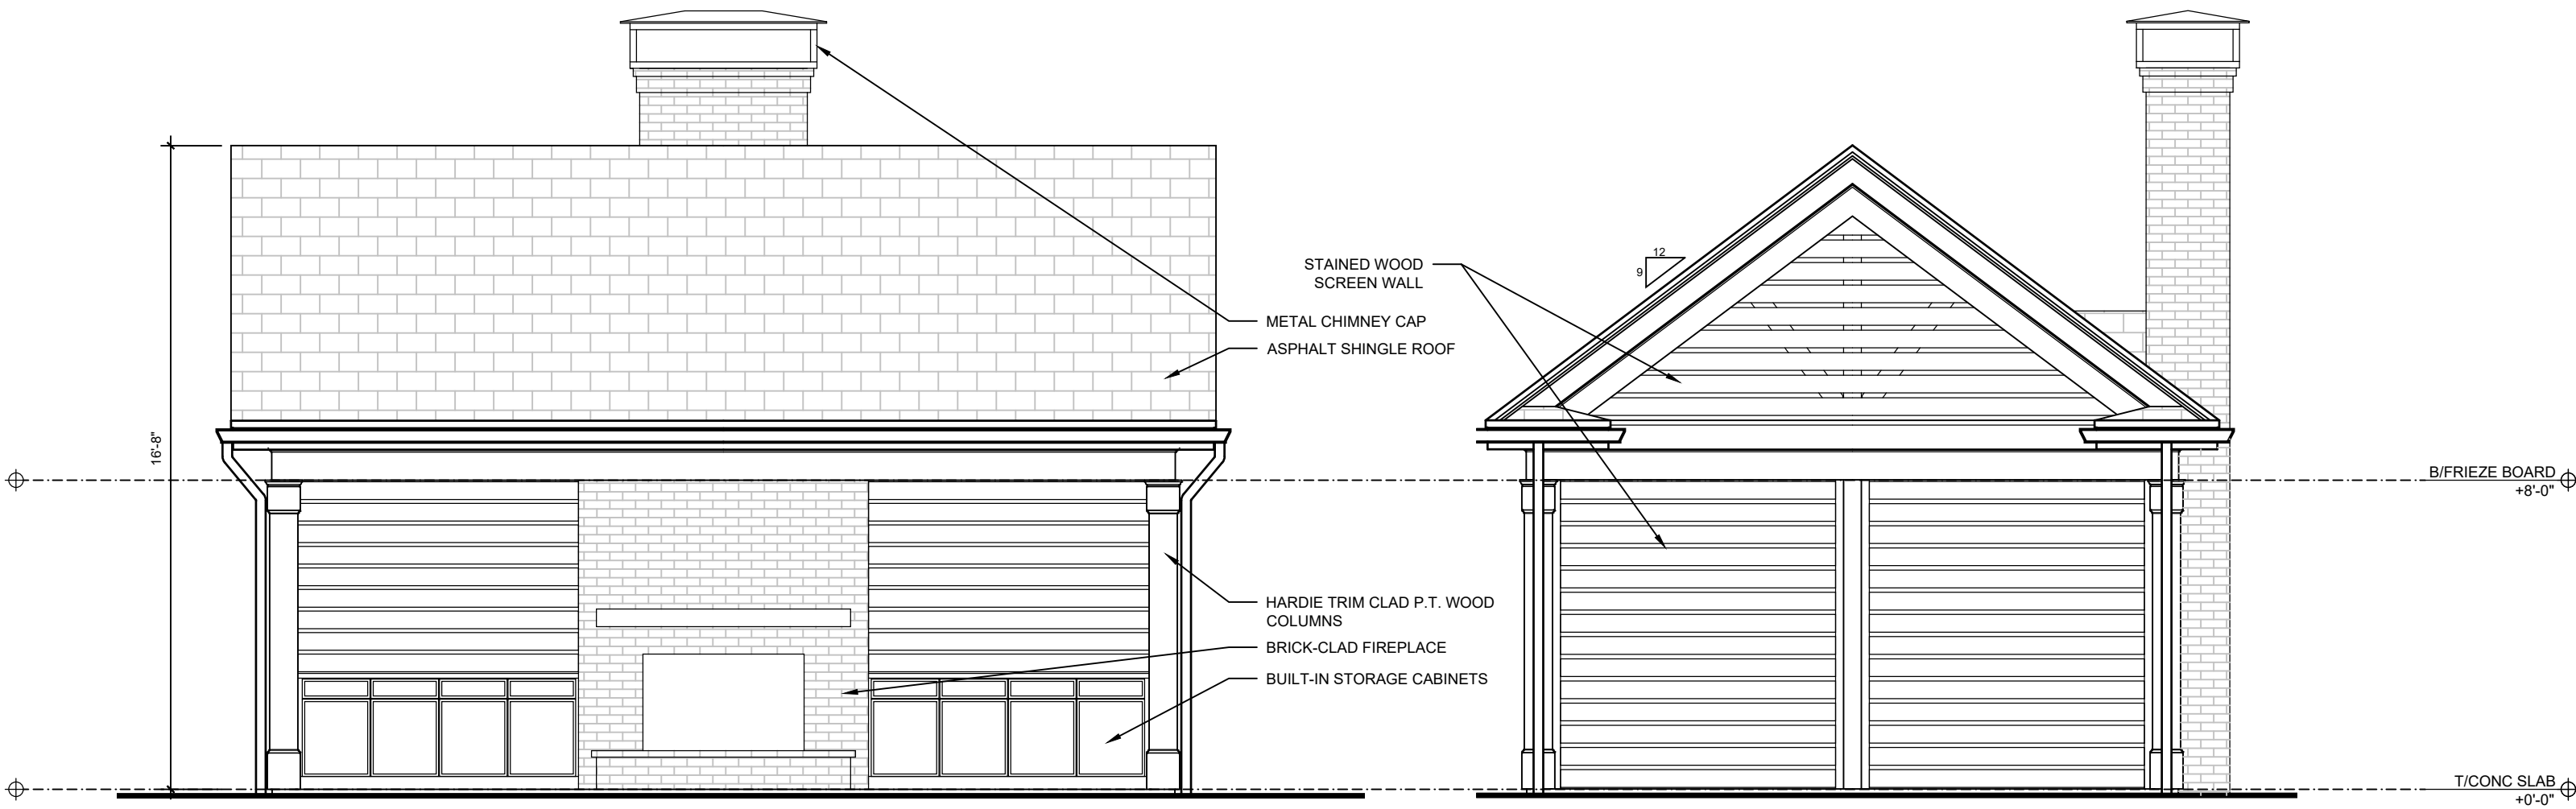 16'-8"
STAINED WOOD
SCREEN WALL
METAL CHIMNEY CAP
ASPHALT SHINGLE ROOF
HARDIE TRIM CLAD P.T. WOOD
COLUMNS
BRICK-CLAD FIREPLACE
BUILT-IN STORAGE CABINETS
12
9
B/FRIEZE BOARD
+8'-0"
T/CONC SLAB
+0'-0"